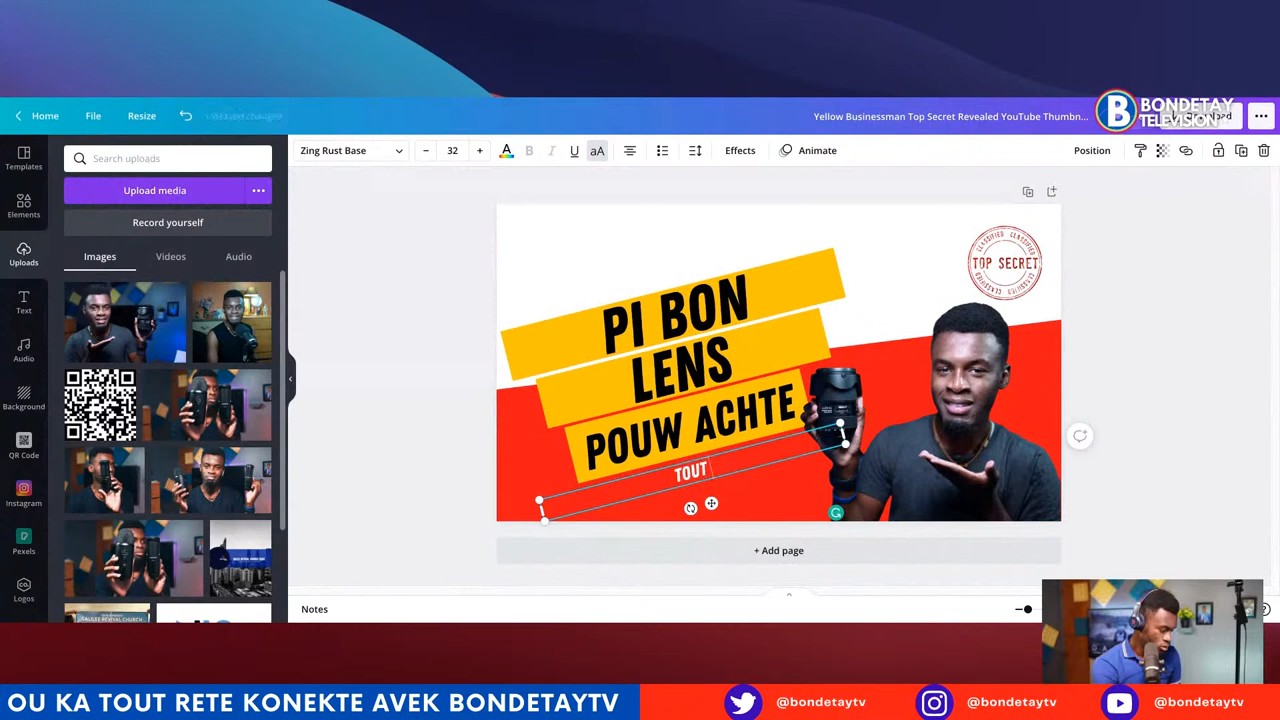 BONDETAY
TELEVISION
Home
File
Resize
Yellow Businessman Top Secret Revealed YouTube Thumbn...
Zing Rust Base
32
B
I
U
aA
Effects
Animate
Position
Templates
Elements
Uploads
Text
Audio
Background
QR Code
Instagram
Pexels
Logos
Search uploads
Upload media
Record yourself
Images
Videos
Audio
PI BON
LENS
POUW ACHTE
TOUT
CLASSIFIED
TOP SECRET
CLASSIFIED
+ Add page
Notes
OU KA TOUT RETE KONEKTE AVEK BONDETAYTV
@bondetaytv
@bondetaytv
@bondetaytv